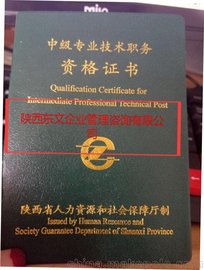 中级专业技术职务
资格证书
Qualification Certificate for
Intermediate Professional Technical Post
陕西东文企业管理咨询有限公
司
陕西省人力资源和社会保障厅制
Issued by Human Resource and
Society Guarantee Department of Shaanxi Province